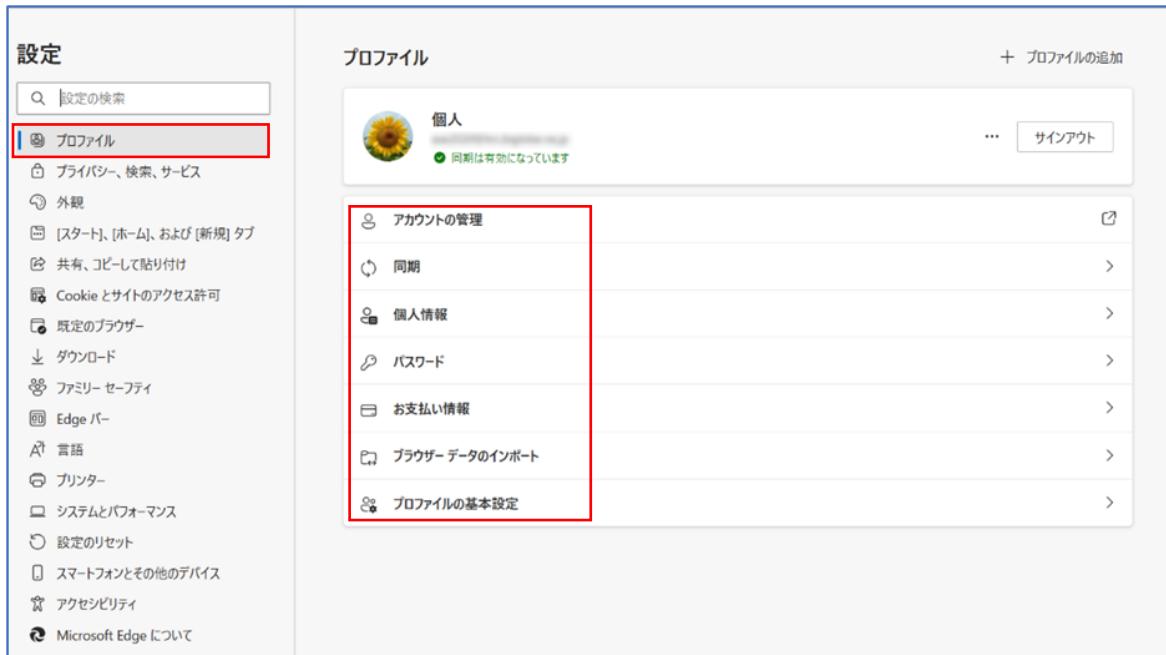 設定
設定の検索
プロファイル
プライバシー、検索、サービス
外観
[スタート]、[ホーム]、および [新規] タブ
共有、コピーして貼り付け
Cookie とサイトのアクセス許可
既定のブラウザー
ダウンロード
ファミリー セーフティ
Edge バー
言語
プリンター
システムとパフォーマンス
設定のリセット
スマートフォンとその他のデバイス
アクセシビリティ
Microsoft Edge について
プロファイル
プロファイルの追加
個人
同期は有効になっています
サインアウト
アカウントの管理
同期
個人情報
パスワード
お支払い情報
ブラウザー データのインポート
プロファイルの基本設定